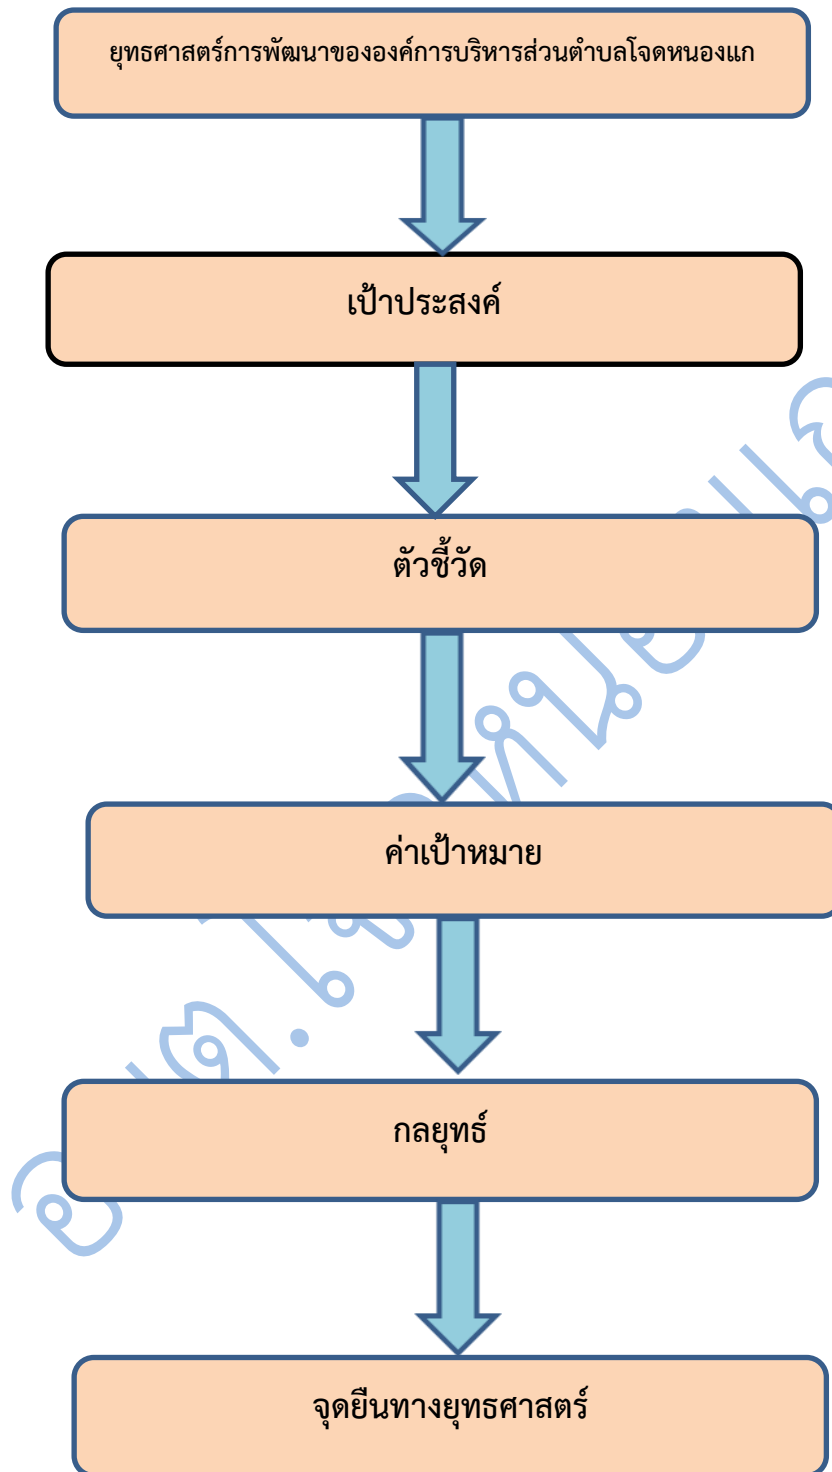 ยุทธศาสตร์การพัฒนาขององค์การบริหารส่วนตำบลโจดหนองแก
เป้าประสงค์
ตัวชี้วัด
ค่าเป้าหมาย
กลยุทธ์
จุดยืนทางยุทธศาสตร์